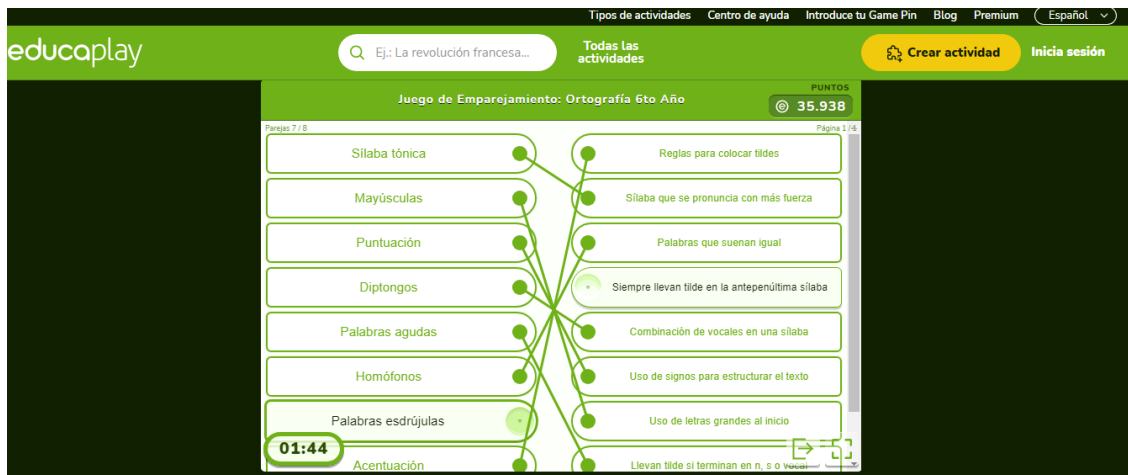 Tipos de actividades Centro de ayuda Introduce tu Game Pin Blog Premium Español
educaplay
Ej.: La revolución francesa...
Todas las
actividades
Crear actividad
Inicia sesión
Juego de Emparejamiento: Ortografía 6to Año
PUNTOS
35.938
Parejas 7 / 8
Página 1 /
Sílaba tónica
Reglas para colocar tildes
Mayúsculas
Sílaba que se pronuncia con más fuerza
Puntuación
Palabras que suenan igual
Diptongos
Siempre llevan tilde en la antepenúltima sílaba
Palabras agudas
Combinación de vocales en una sílaba
Homófonos
Uso de signos para estructurar el texto
Palabras esdrújulas
Uso de letras grandes al inicio
01:44
Acentuación
Llevan tilde si terminan en n, s o vocal